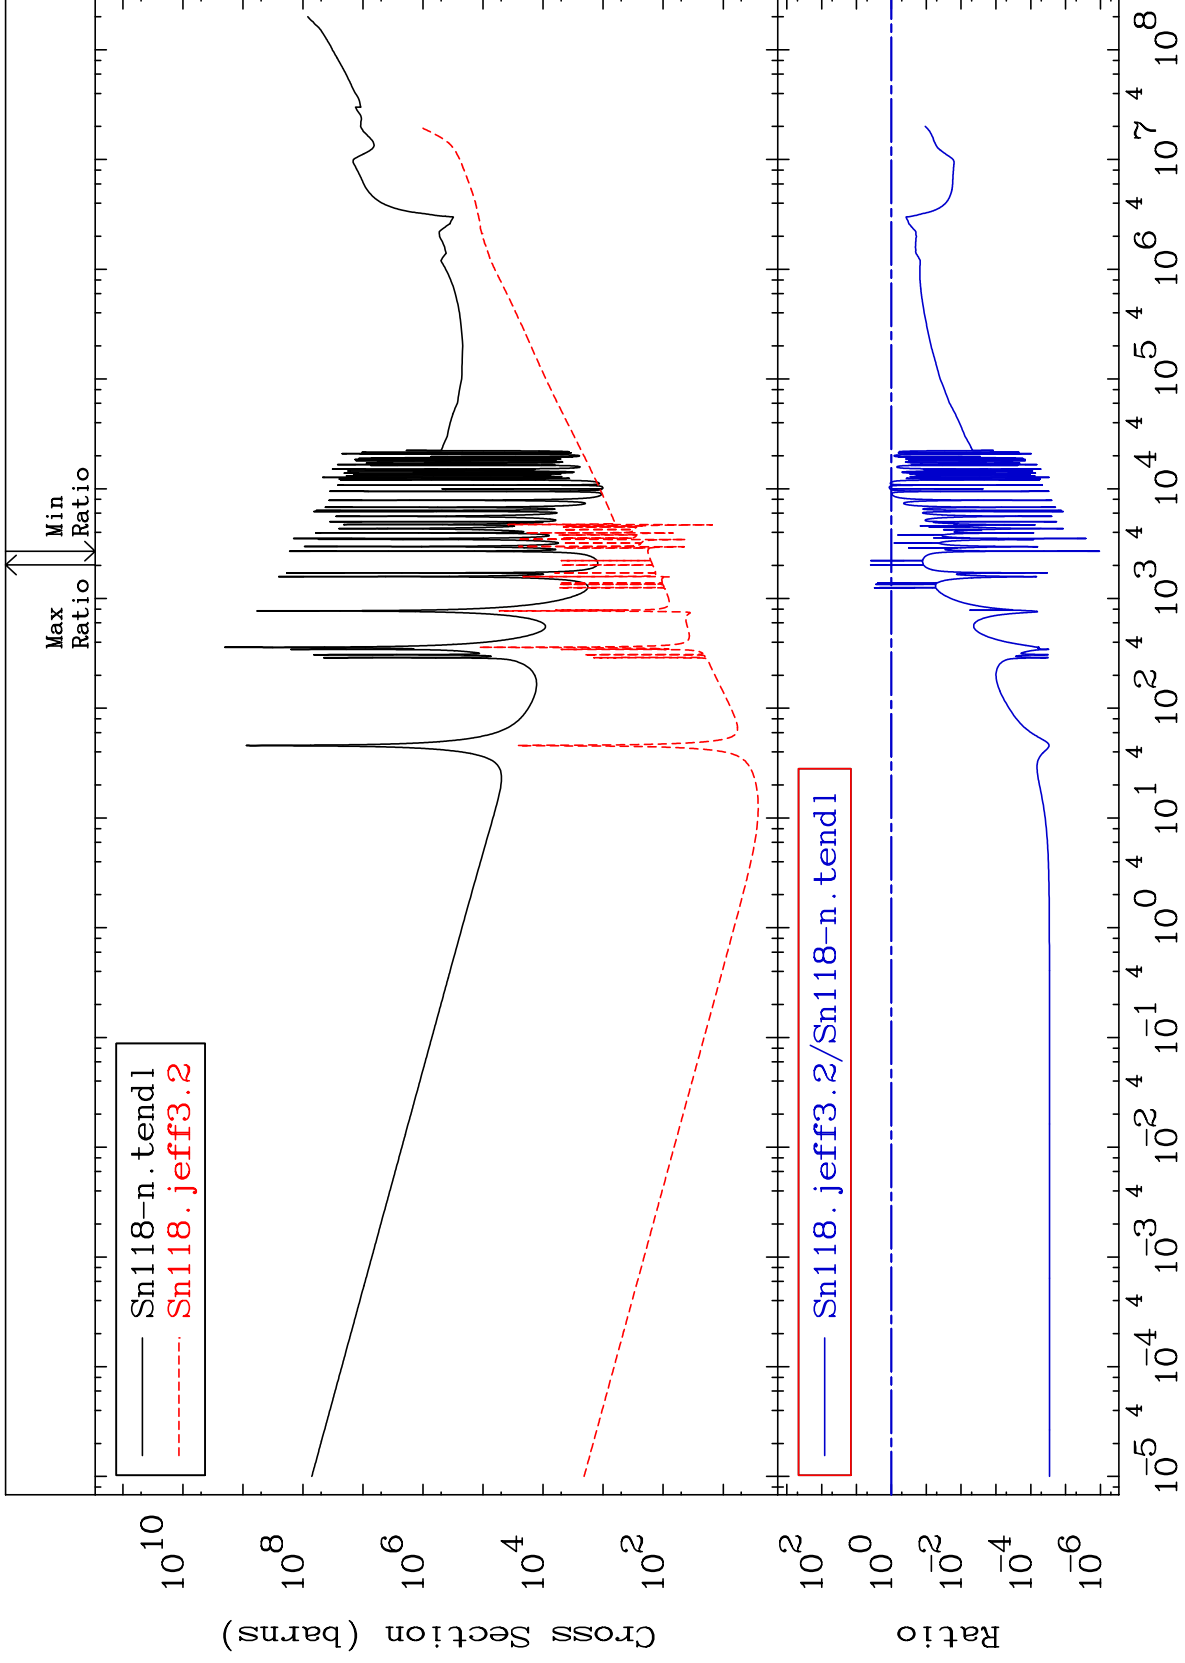 Max
Ratio
Min
Ratio
Sn118-n.tendl
Sn118.jeff3.2
Cross Section (barns)
10^10
10^8
10^6
10^4
10^2
Sn118.jeff3.2/Sn118-n.tendl
Ratio
10^2
10^0
10^-2
10^-4
10^-6
10^-5 4 10^-4 4 10^-3 4 10^-2 4 10^-1 4 10^0 4 10^1 4 10^2 4 10^3 4 10^4 4 10^5 4 10^6 4 10^7 4 10^8